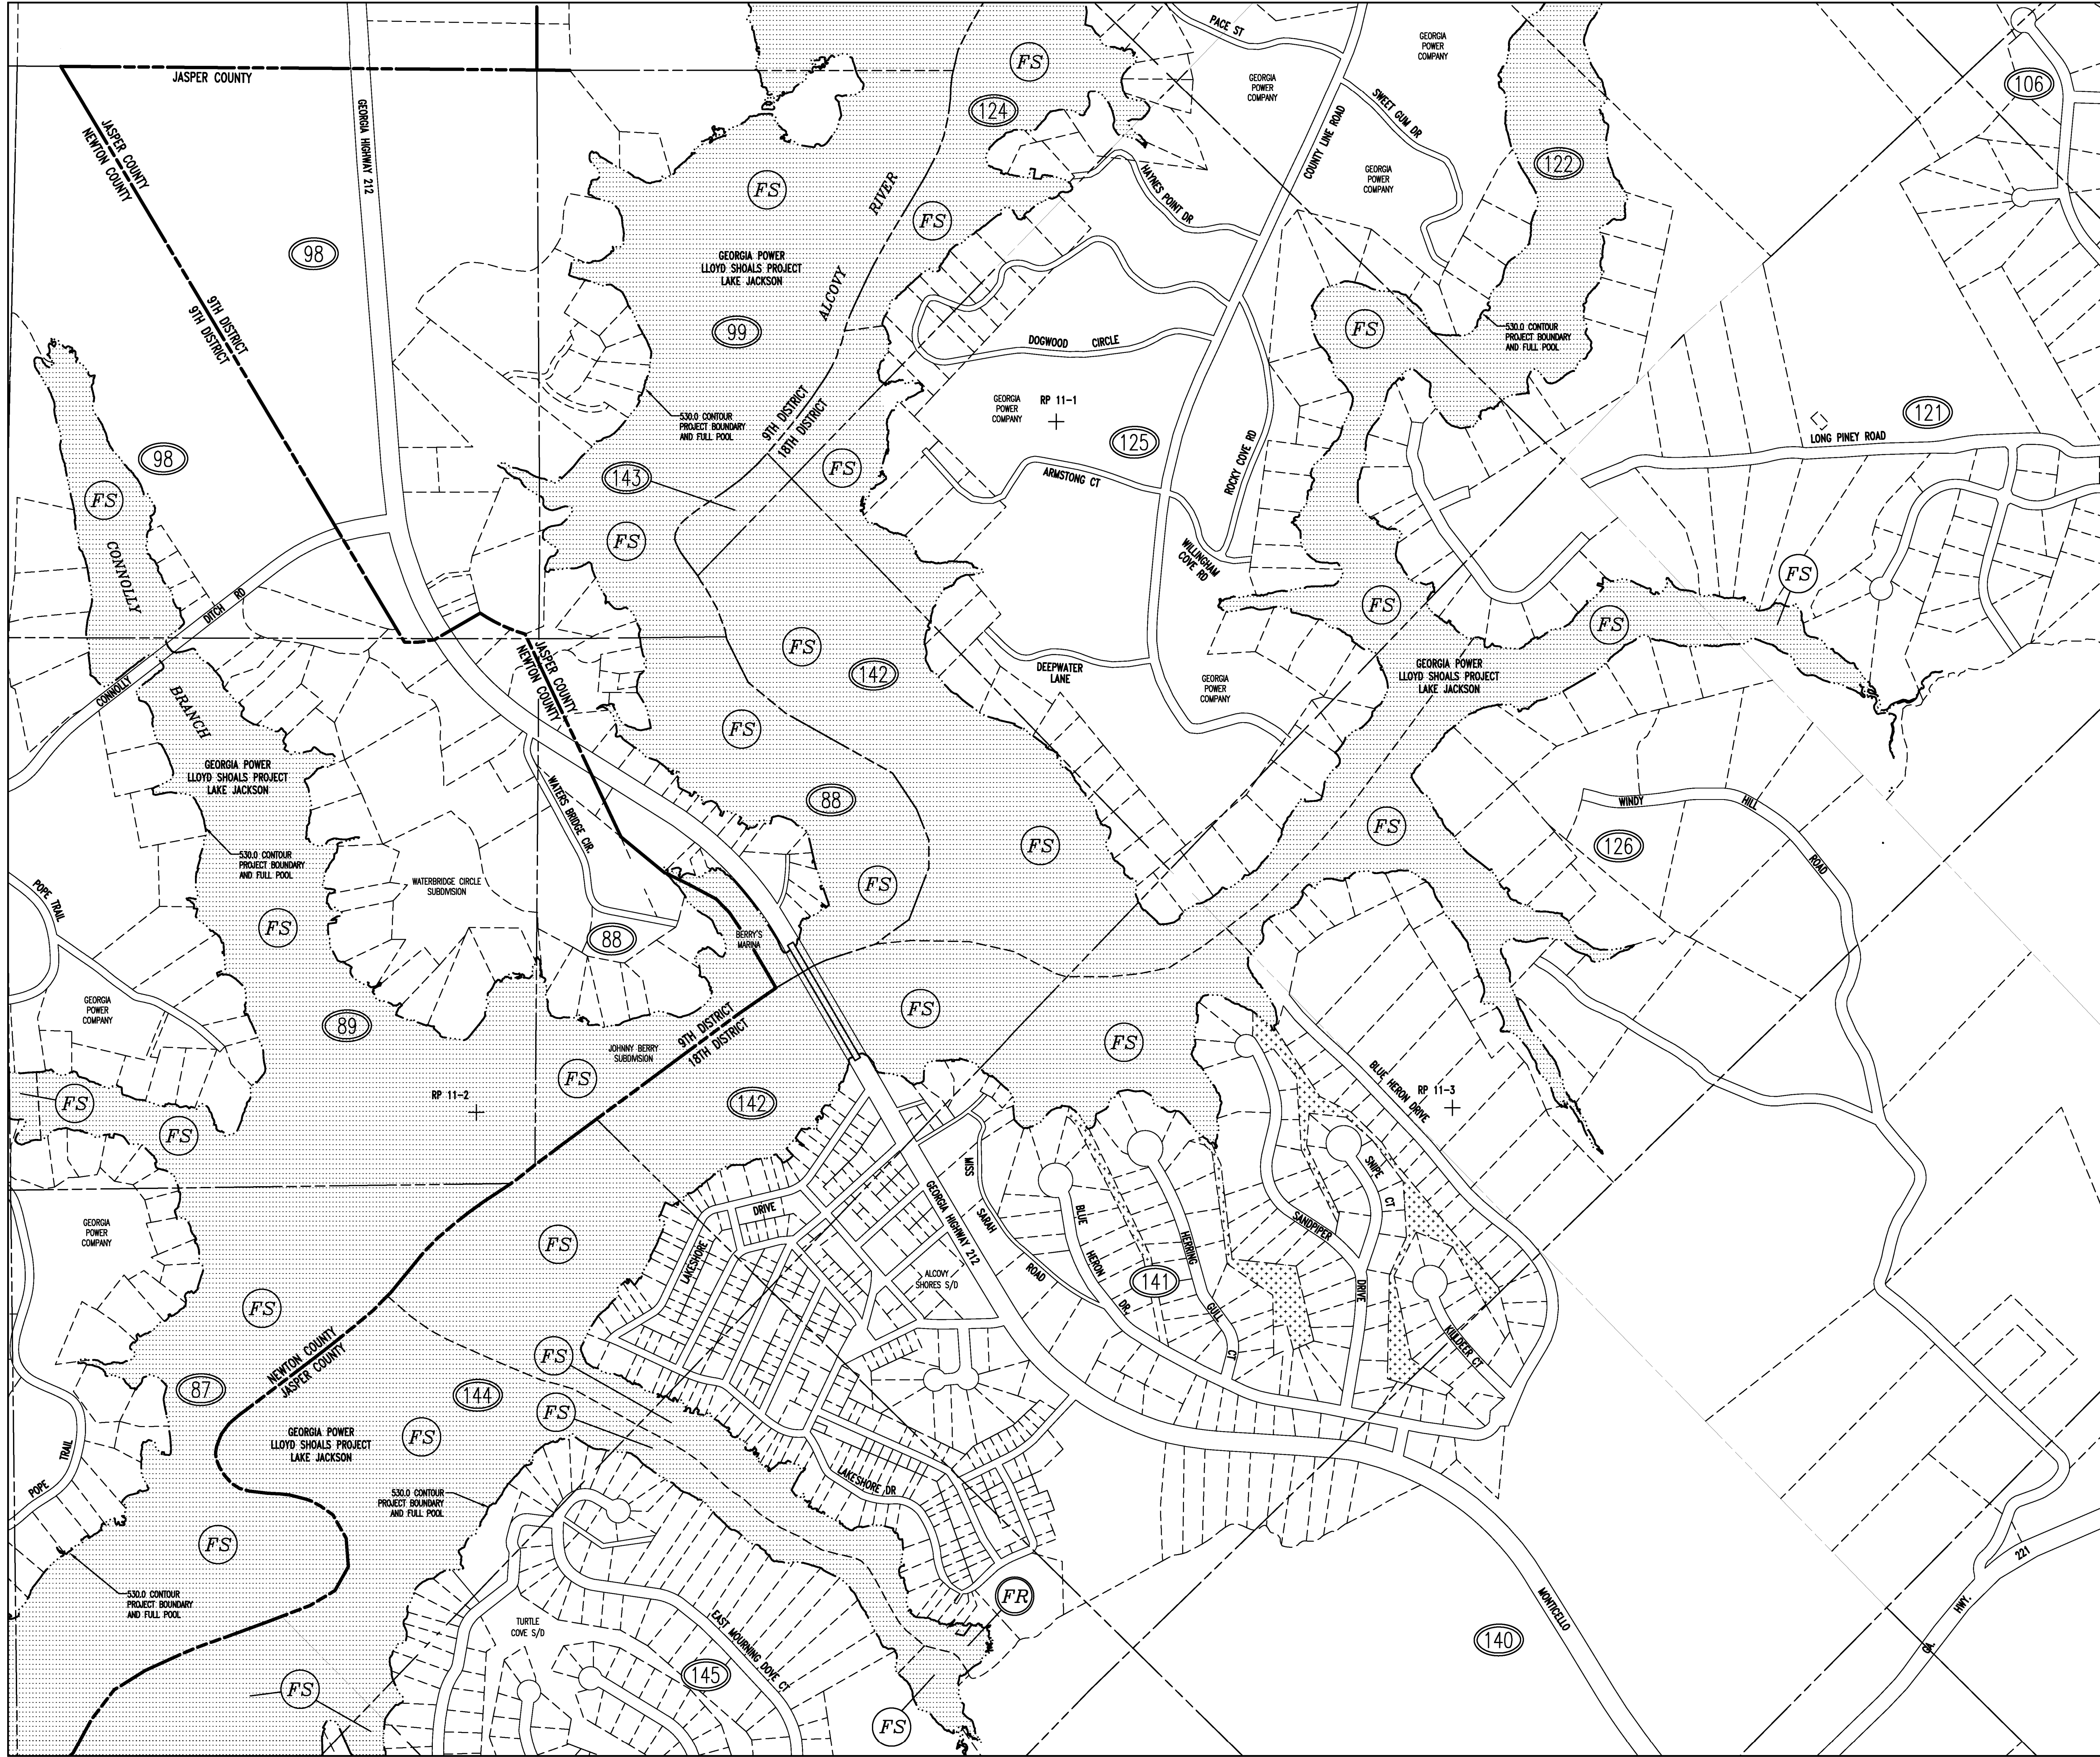 JASPER COUNTY
JASPER COUNTY
NEWTON COUNTY
GEORGIA HIGHWAY 212
98
9TH DISTRICT
9TH DISTRICT
FS
124
FS
RIVER
FS
ALCOVY
GEORGIA POWER
LLOYD SHOALS PROJECT
LAKE JACKSON
99
530.0 CONTOUR
PROJECT BOUNDARY
AND FULL POOL
9TH DISTRICT
18TH DISTRICT
PACE ST
GEORGIA
POWER
COMPANY
GEORGIA
POWER
COMPANY
COUNTY LINE ROAD
SWEET GUM DR
GEORGIA
POWER
COMPANY
HAYNES POINT DR
122
106
FS
530.0 CONTOUR
PROJECT BOUNDARY
AND FULL POOL
DOGWOOD CIRCLE
GEORGIA
POWER
COMPANY
RP 11-1
125
ARMSTONG CT
ROCKY COVE RD
WILLINGHAM
COVE RD
121
LONG PINEY ROAD
98
FS
CONNOLLY
143
FS
FS
DITCH RD
CONNOLLY
BRANCH
GEORGIA POWER
LLOYD SHOALS PROJECT
LAKE JACKSON
530.0 CONTOUR
PROJECT BOUNDARY
AND FULL POOL
JASPER COUNTY
NEWTON COUNTY
FS
142
FS
DEEPWATER
LANE
GEORGIA
POWER
COMPANY
FS
FS
FS
GEORGIA POWER
LLOYD SHOALS PROJECT
LAKE JACKSON
WATERS BRIDGE CIR.
88
FS
FS
FS
WINDY HILL ROAD
126
POPE TRAIL
WATERBRIDGE CIRCLE
SUBDIVISION
FS
88
BERRY'S
MARINA
GEORGIA
POWER
COMPANY
89
9TH DISTRICT
18TH DISTRICT
JOHNNY BERRY
SUBDIVISION
FS
FS
FS
FS
RP 11-2
FS
142
BLUE HERON DRIVE
RP 11-3
SNIPE CT
MISS SARAH ROAD
GEORGIA HIGHWAY 212
LAKESHORE DRIVE
ALCOVY
SHORES S/D
BLUE HERON DR.
HERRING GULL CT
141
SANDPIPER DRIVE
KILLDEER CT
GEORGIA
POWER
COMPANY
FS
FS
NEWTON COUNTY
JASPER COUNTY
FS
87
144
FS
FS
GEORGIA POWER
LLOYD SHOALS PROJECT
LAKE JACKSON
530.0 CONTOUR
PROJECT BOUNDARY
AND FULL POOL
LAKESHORE DR
POPE TRAIL
FS
530.0 CONTOUR
PROJECT BOUNDARY
AND FULL POOL
FR
TURTLE
COVE S/D
EAST MOURNING DOVE CT
145
FS
FS
MONTICELLO
140
GA. HWY. 221